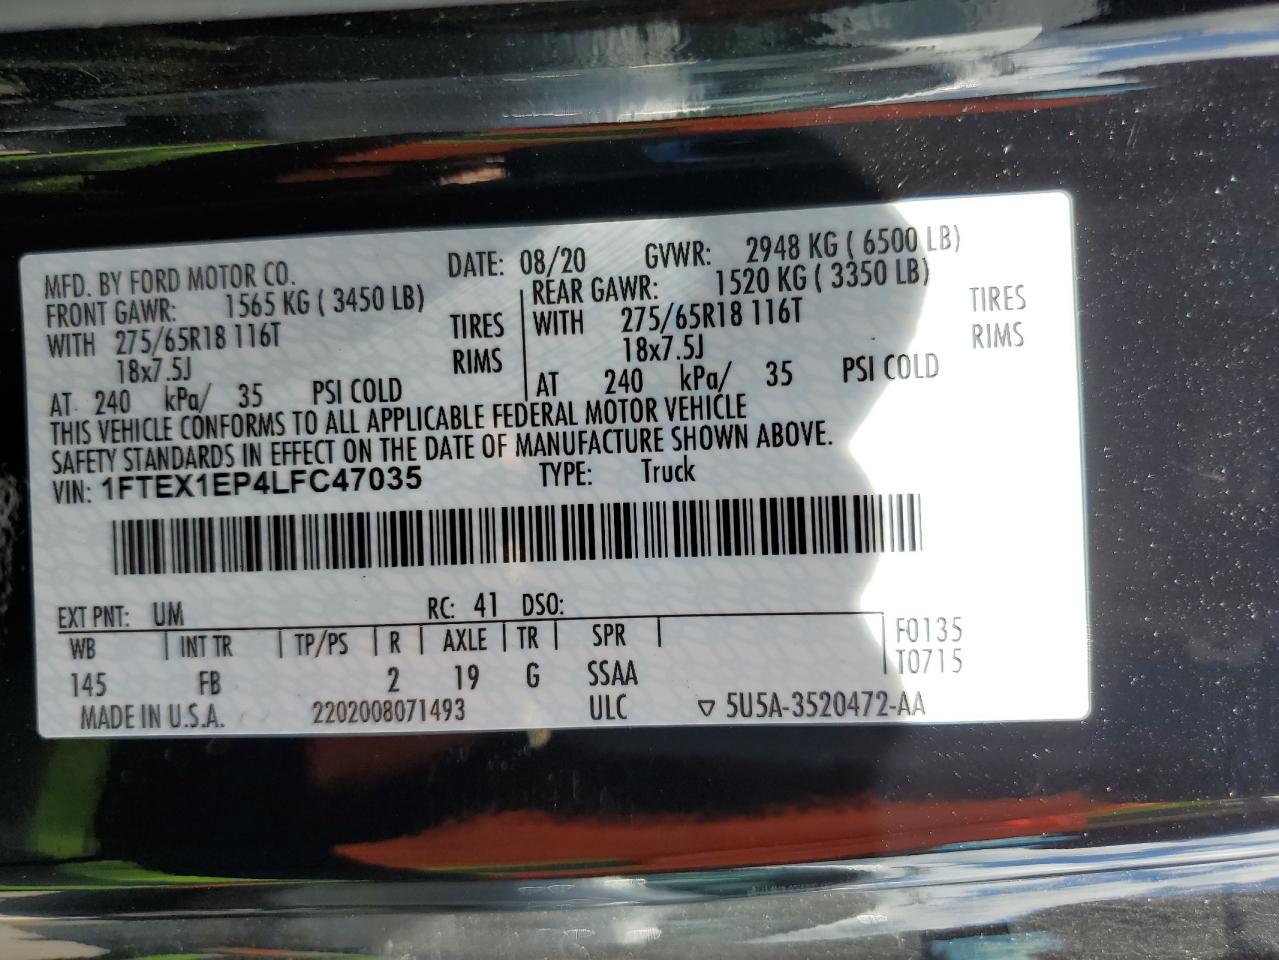 MFD. BY FORD MOTOR CO. DATE: 08/20 GVWR: 2948 KG ( 6500 LB)
FRONT GAWR: 1565 KG ( 3450 LB) REAR GAWR: 1520 KG ( 3350 LB)
WITH 275/65R18 116T TIRES WITH 275/65R18 116T TIRES
18x7.5J RIMS 18x7.5J RIMS
AT 240 kPa/ 35 PSI COLD AT 240 kPa/ 35 PSI COLD
THIS VEHICLE CONFORMS TO ALL APPLICABLE FEDERAL MOTOR VEHICLE
SAFETY STANDARDS IN EFFECT ON THE DATE OF MANUFACTURE SHOWN ABOVE.
VIN: 1FTEX1EP4LFC47035 TYPE: Truck
EXT PNT: UM RC: 41 DSO:
WB INT TR TP/PS R AXLE TR SPR F0135
145 FB 2 19 G SSAA T0715
MADE IN U.S.A. 2202008071493 ULC ▽ 5U5A-3520472-AA